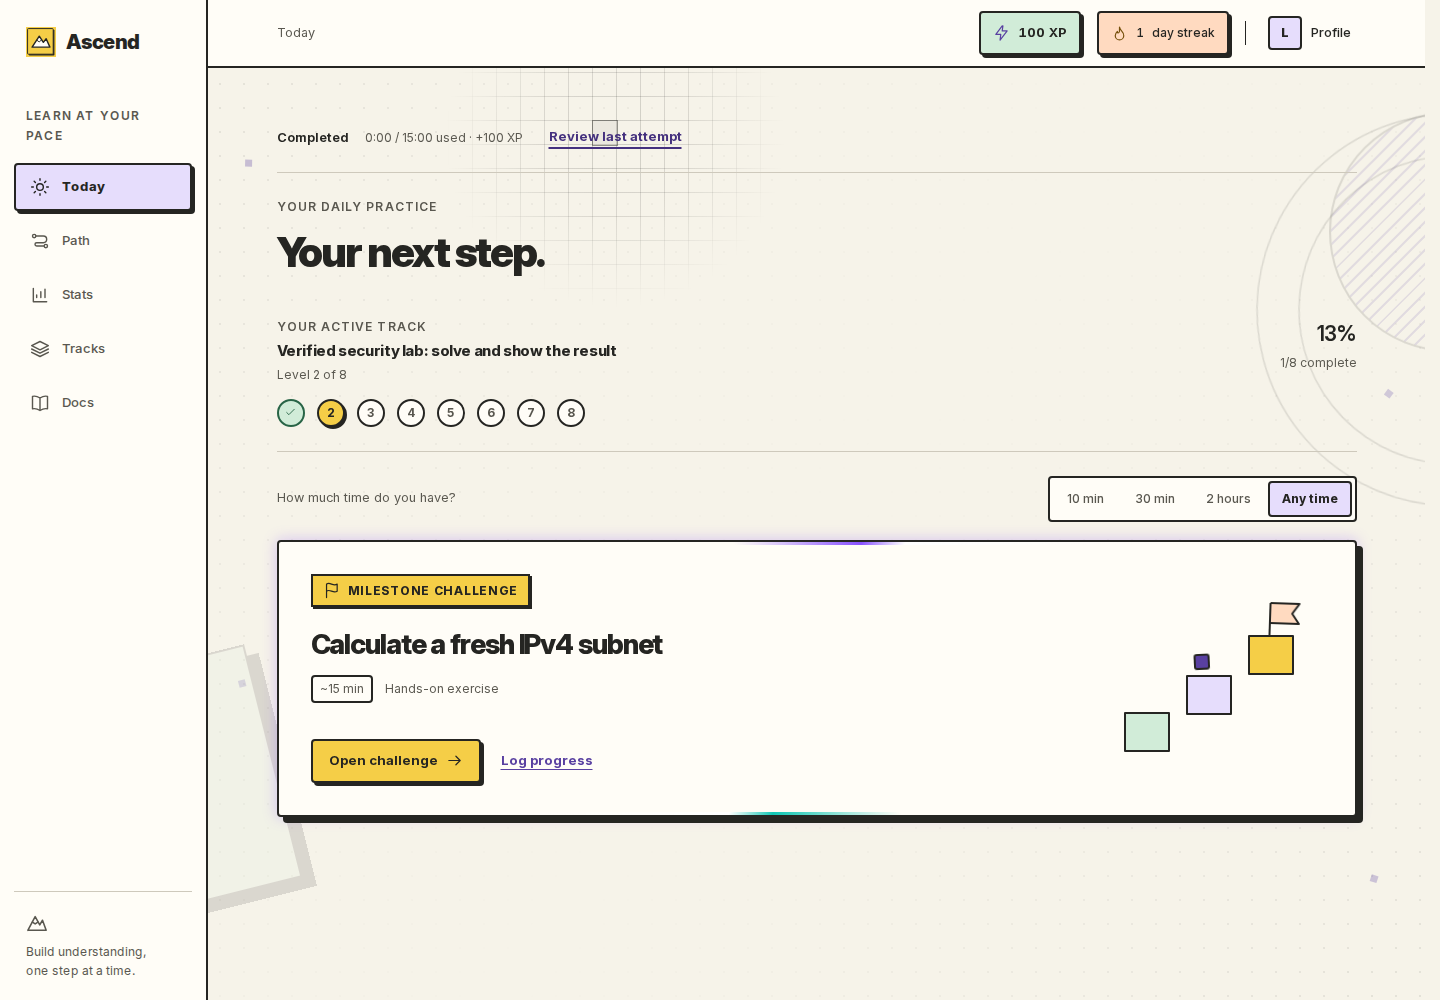 Ascend
LEARN AT YOUR
PACE
Today
Path
Stats
Tracks
Docs
Build understanding,
one step at a time.
Today
100 XP
1 day streak
L
Profile
Completed 0:00 / 15:00 used · +100 XP Review last attempt
YOUR DAILY PRACTICE
Your next step.
YOUR ACTIVE TRACK
Verified security lab: solve and show the result
Level 2 of 8
13%
1/8 complete
2 3 4 5 6 7 8
How much time do you have?
10 min 30 min 2 hours Any time
MILESTONE CHALLENGE
Calculate a fresh IPv4 subnet
~15 min Hands-on exercise
Open challenge → Log progress